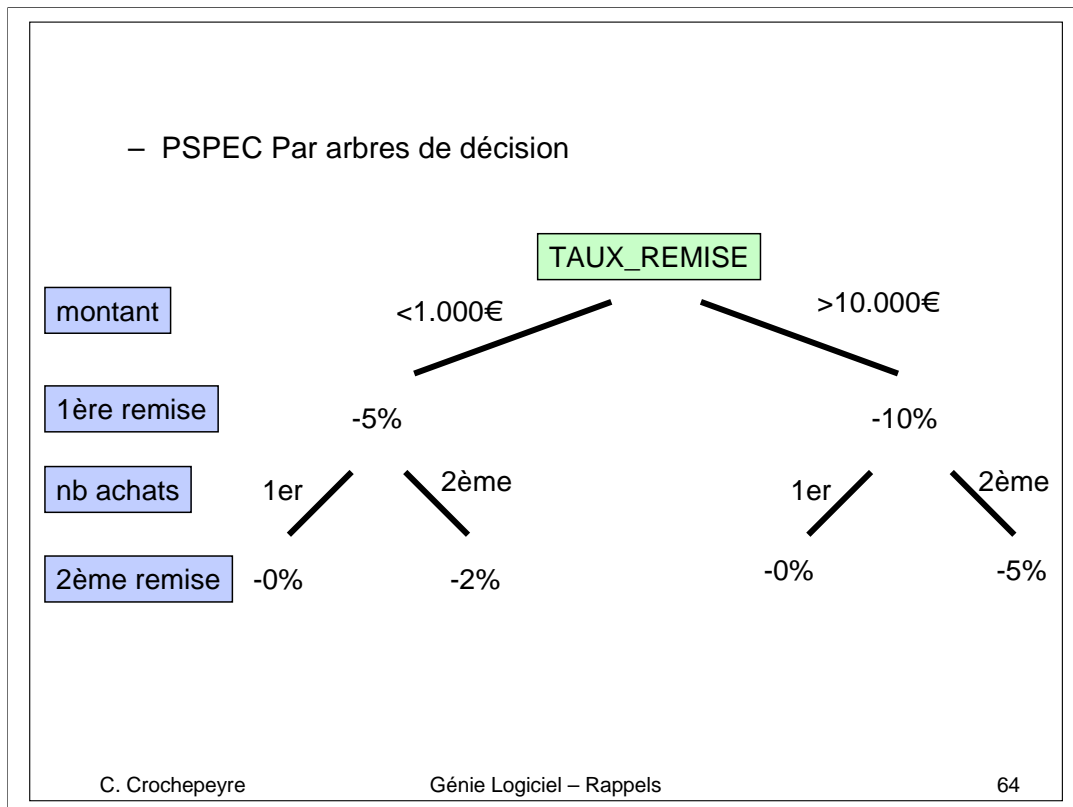 – PSPEC Par arbres de décision
TAUX_REMISE
montant
<1.000€
>10.000€
1ère remise
-5%
-10%
nb achats
1er
2ème
1er
2ème
2ème remise
-0%
-2%
-0%
-5%
C. Crochepeyre
Génie Logiciel – Rappels
64